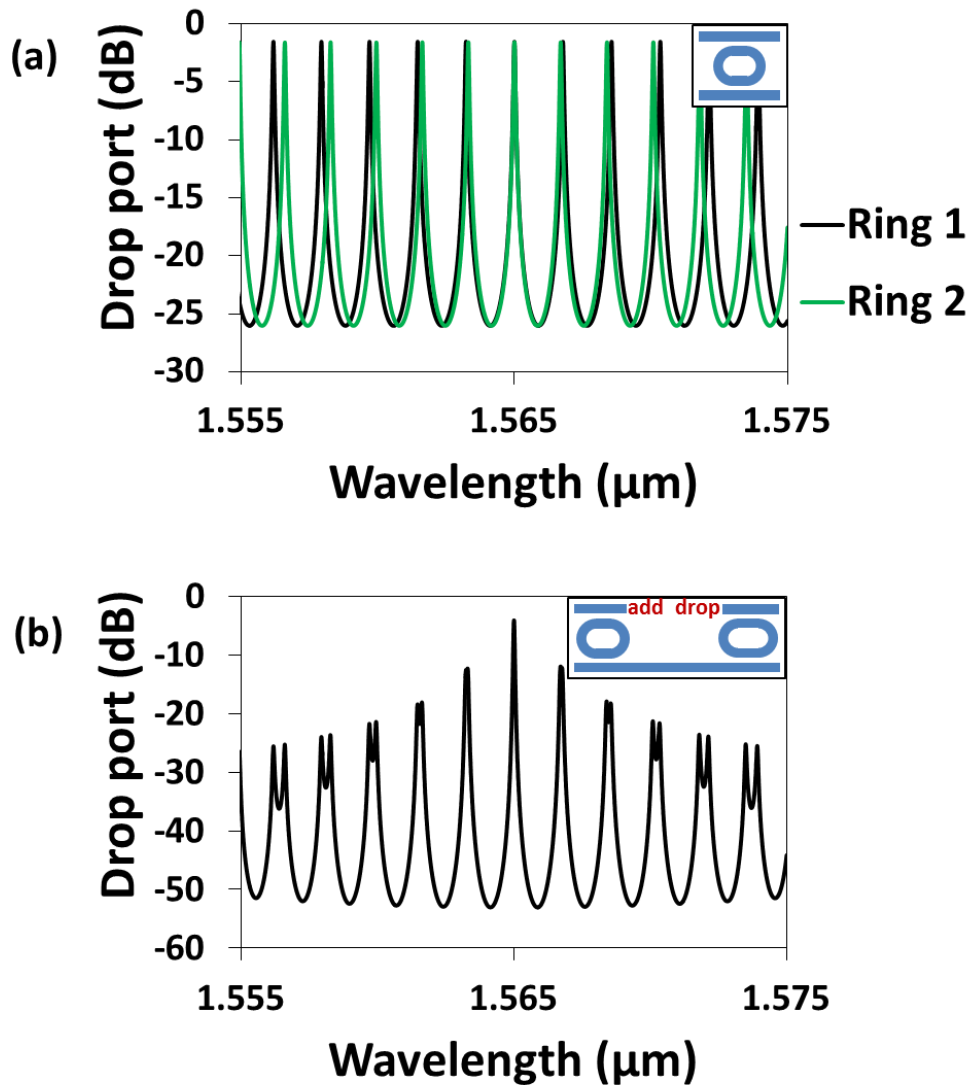 (a)
Drop port (dB)
0
-5
-10
-15
-20
-25
-30
1.555
1.565
1.575
Wavelength (µm)
Ring 1
Ring 2
(b)
Drop port (dB)
0
-10
-20
-30
-40
-50
-60
add drop
1.555
1.565
1.575
Wavelength (µm)